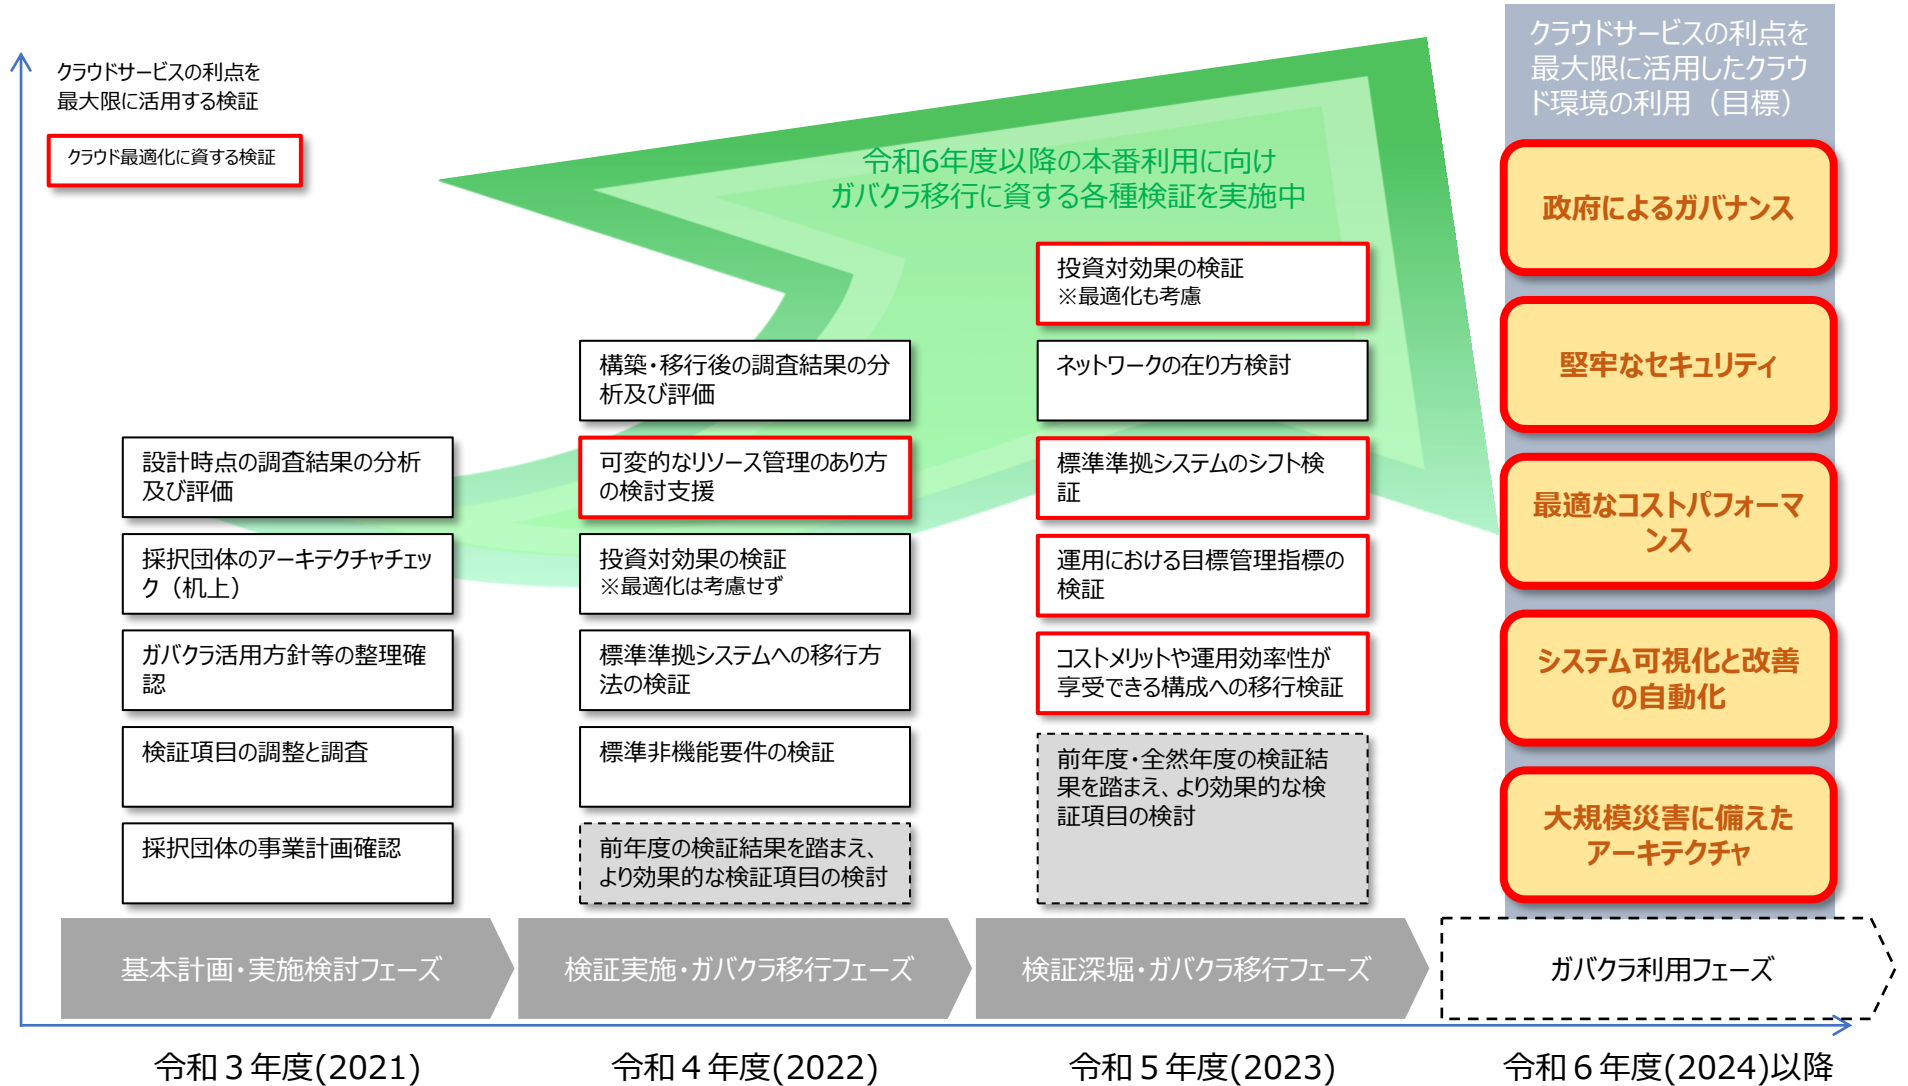 クラウドサービスの利点を
最大限に活用する検証
クラウド最適化に資する検証
令和6年度以降の本番利用に向け
ガバクラ移行に資する各種検証を実施中
クラウドサービスの利点を
最大限に活用したクラウ
ド環境の利用（目標）
設計時点の調査結果の分析
及び評価
採択団体のアーキテクチャチェッ
ク（机上）
ガバクラ活用方針等の整理確
認
検証項目の調整と調査
採択団体の事業計画確認
構築・移行後の調査結果の分
析及び評価
可変的なリソース管理のあり方
の検討支援
投資対効果の検証
※最適化は考慮せず
標準準拠システムへの移行方
法の検証
標準非機能要件の検証
前年度の検証結果を踏まえ、
より効果的な検証項目の検討
投資対効果の検証
※最適化も考慮
ネットワークの在り方検討
標準準拠システムのシフト検
証
運用における目標管理指標の
検証
コストメリットや運用効率性が
享受できる構成への移行検証
前年度・全然年度の検証結
果を踏まえ、より効果的な検
証項目の検討
政府によるガバナンス
堅牢なセキュリティ
最適なコストパフォーマ
ンス
システム可視化と改善
の自動化
大規模災害に備えた
アーキテクチャ
基本計画・実施検討フェーズ
検証実施・ガバクラ移行フェーズ
検証深堀・ガバクラ移行フェーズ
ガバクラ利用フェーズ
令和３年度(2021)
令和４年度(2022)
令和５年度(2023)
令和６年度(2024)以降